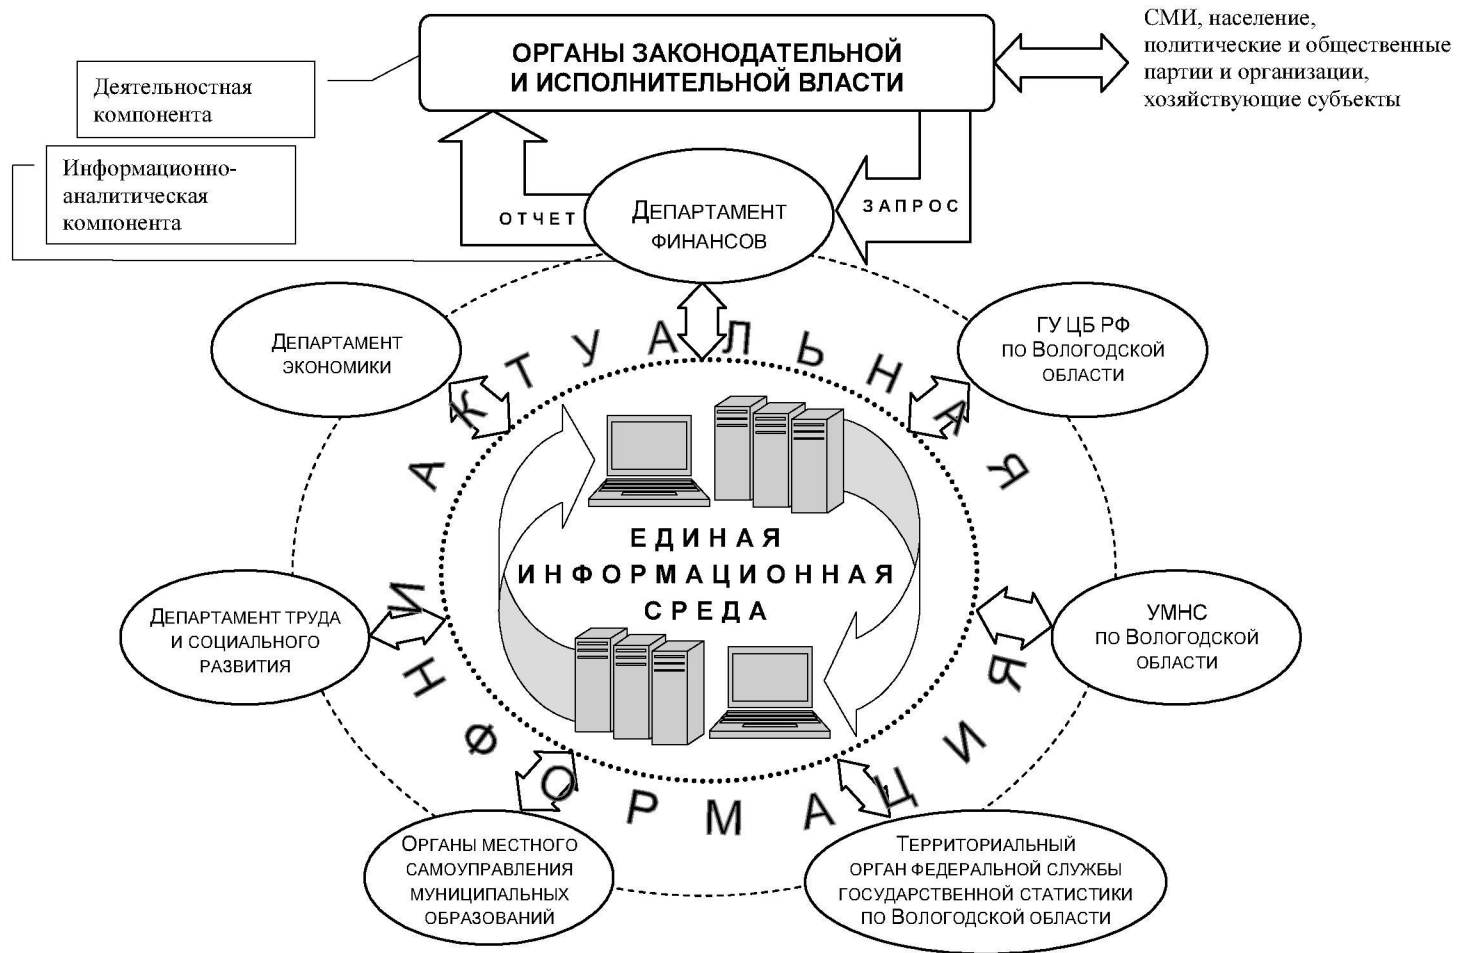 ОРГАНЫ ЗАКОНОДАТЕЛЬНОЙ
И ИСПОЛНИТЕЛЬНОЙ ВЛАСТИ
СМИ, население,
политические и общественные
партии и организации,
хозяйствующие субъекты
Деятельностная
компонента
Информационно-
аналитическая
компонента
ОТЧЕТ
ЗАПРОС
ДЕПАРТАМЕНТ
ФИНАНСОВ
ДЕПАРТАМЕНТ
ЭКОНОМИКИ
ГУ ЦБ РФ
ПО ВОЛОГОДСКОЙ
ОБЛАСТИ
АКТУАЛЬНАЯ
ИНФОРМАЦИЯ
ЕДИНАЯ
ИНФОРМАЦИОННАЯ
СРЕДА
ДЕПАРТАМЕНТ ТРУДА
И СОЦИАЛЬНОГО
РАЗВИТИЯ
УМНС
ПО ВОЛОГОДСКОЙ
ОБЛАСТИ
ОРГАНЫ МЕСТНОГО
САМОУПРАВЛЕНИЯ
МУНИЦИПАЛЬНЫХ
ОБРАЗОВАНИЙ
ТЕРРИТОРИАЛЬНЫЙ
ОРГАН ФЕДЕРАЛЬНОЙ СЛУЖБЫ
ГОСУДАРСТВЕННОЙ СТАТИСТИКИ
ПО ВОЛОГОДСКОЙ ОБЛАСТИ